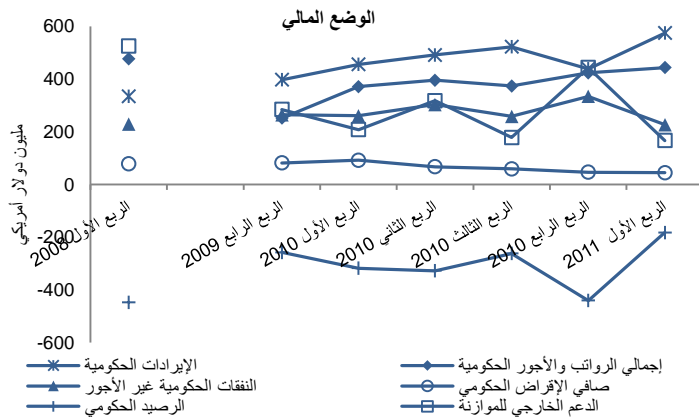 الوضع المالي
مليون دولار أمريكي
600
400
200
0
-200
-400
-600
الربع الأول 2008
الربع الرابع 2009
الربع الأول 2010
الربع الثاني 2010
الربع الثالث 2010
الربع الرابع 2010
الربع الأول 2011
الإيرادات الحكومية
إجمالي الرواتب والأجور الحكومية
النفقات الحكومية غير الأجور
صافي الإقراض الحكومي
الرصيد الحكومي
الدعم الخارجي للموازنة